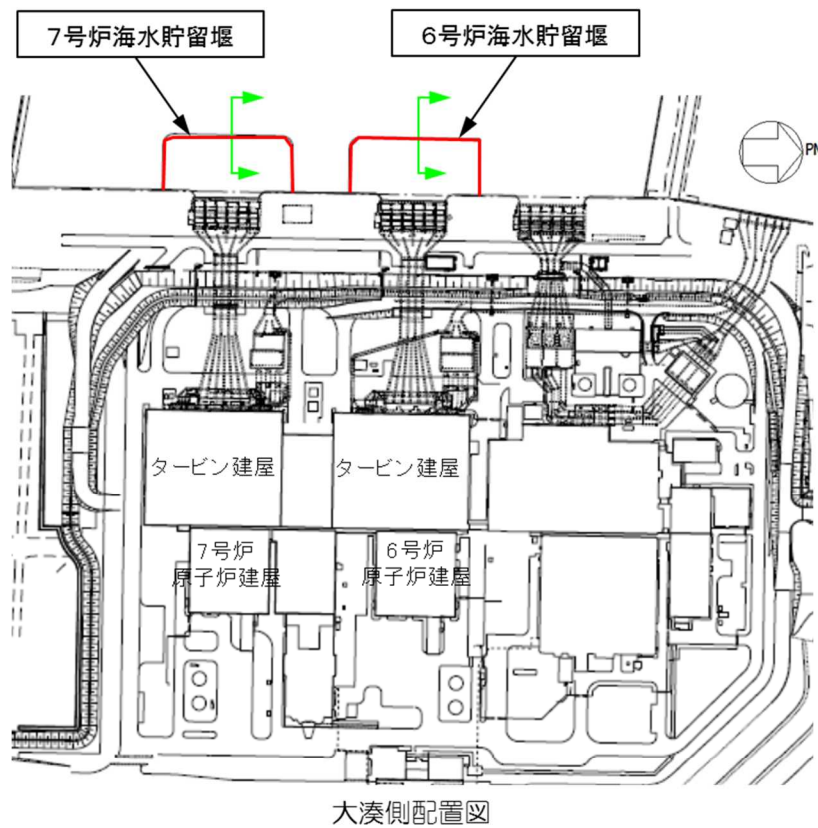 7号炉海水貯留堰
6号炉海水貯留堰
タービン建屋
タービン建屋
7号炉
原子炉建屋
6号炉
原子炉建屋
大湊側配置図